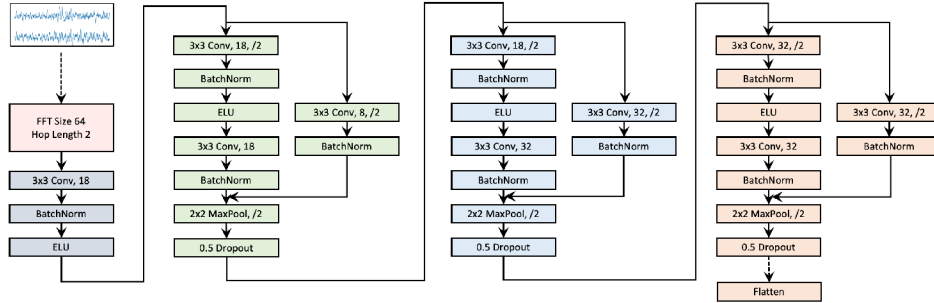 FFT Size 64
Hop Length 2
3x3 Conv, 18
BatchNorm
ELU
3x3 Conv, 18, /2
BatchNorm
ELU
3x3 Conv, 18
BatchNorm
2x2 MaxPool, /2
0.5 Dropout
3x3 Conv, 8, /2
BatchNorm
3x3 Conv, 18, /2
BatchNorm
ELU
3x3 Conv, 32
BatchNorm
2x2 MaxPool, /2
0.5 Dropout
3x3 Conv, 32, /2
BatchNorm
3x3 Conv, 32, /2
BatchNorm
ELU
3x3 Conv, 32
BatchNorm
2x2 MaxPool, /2
0.5 Dropout
Flatten
3x3 Conv, 32, /2
BatchNorm